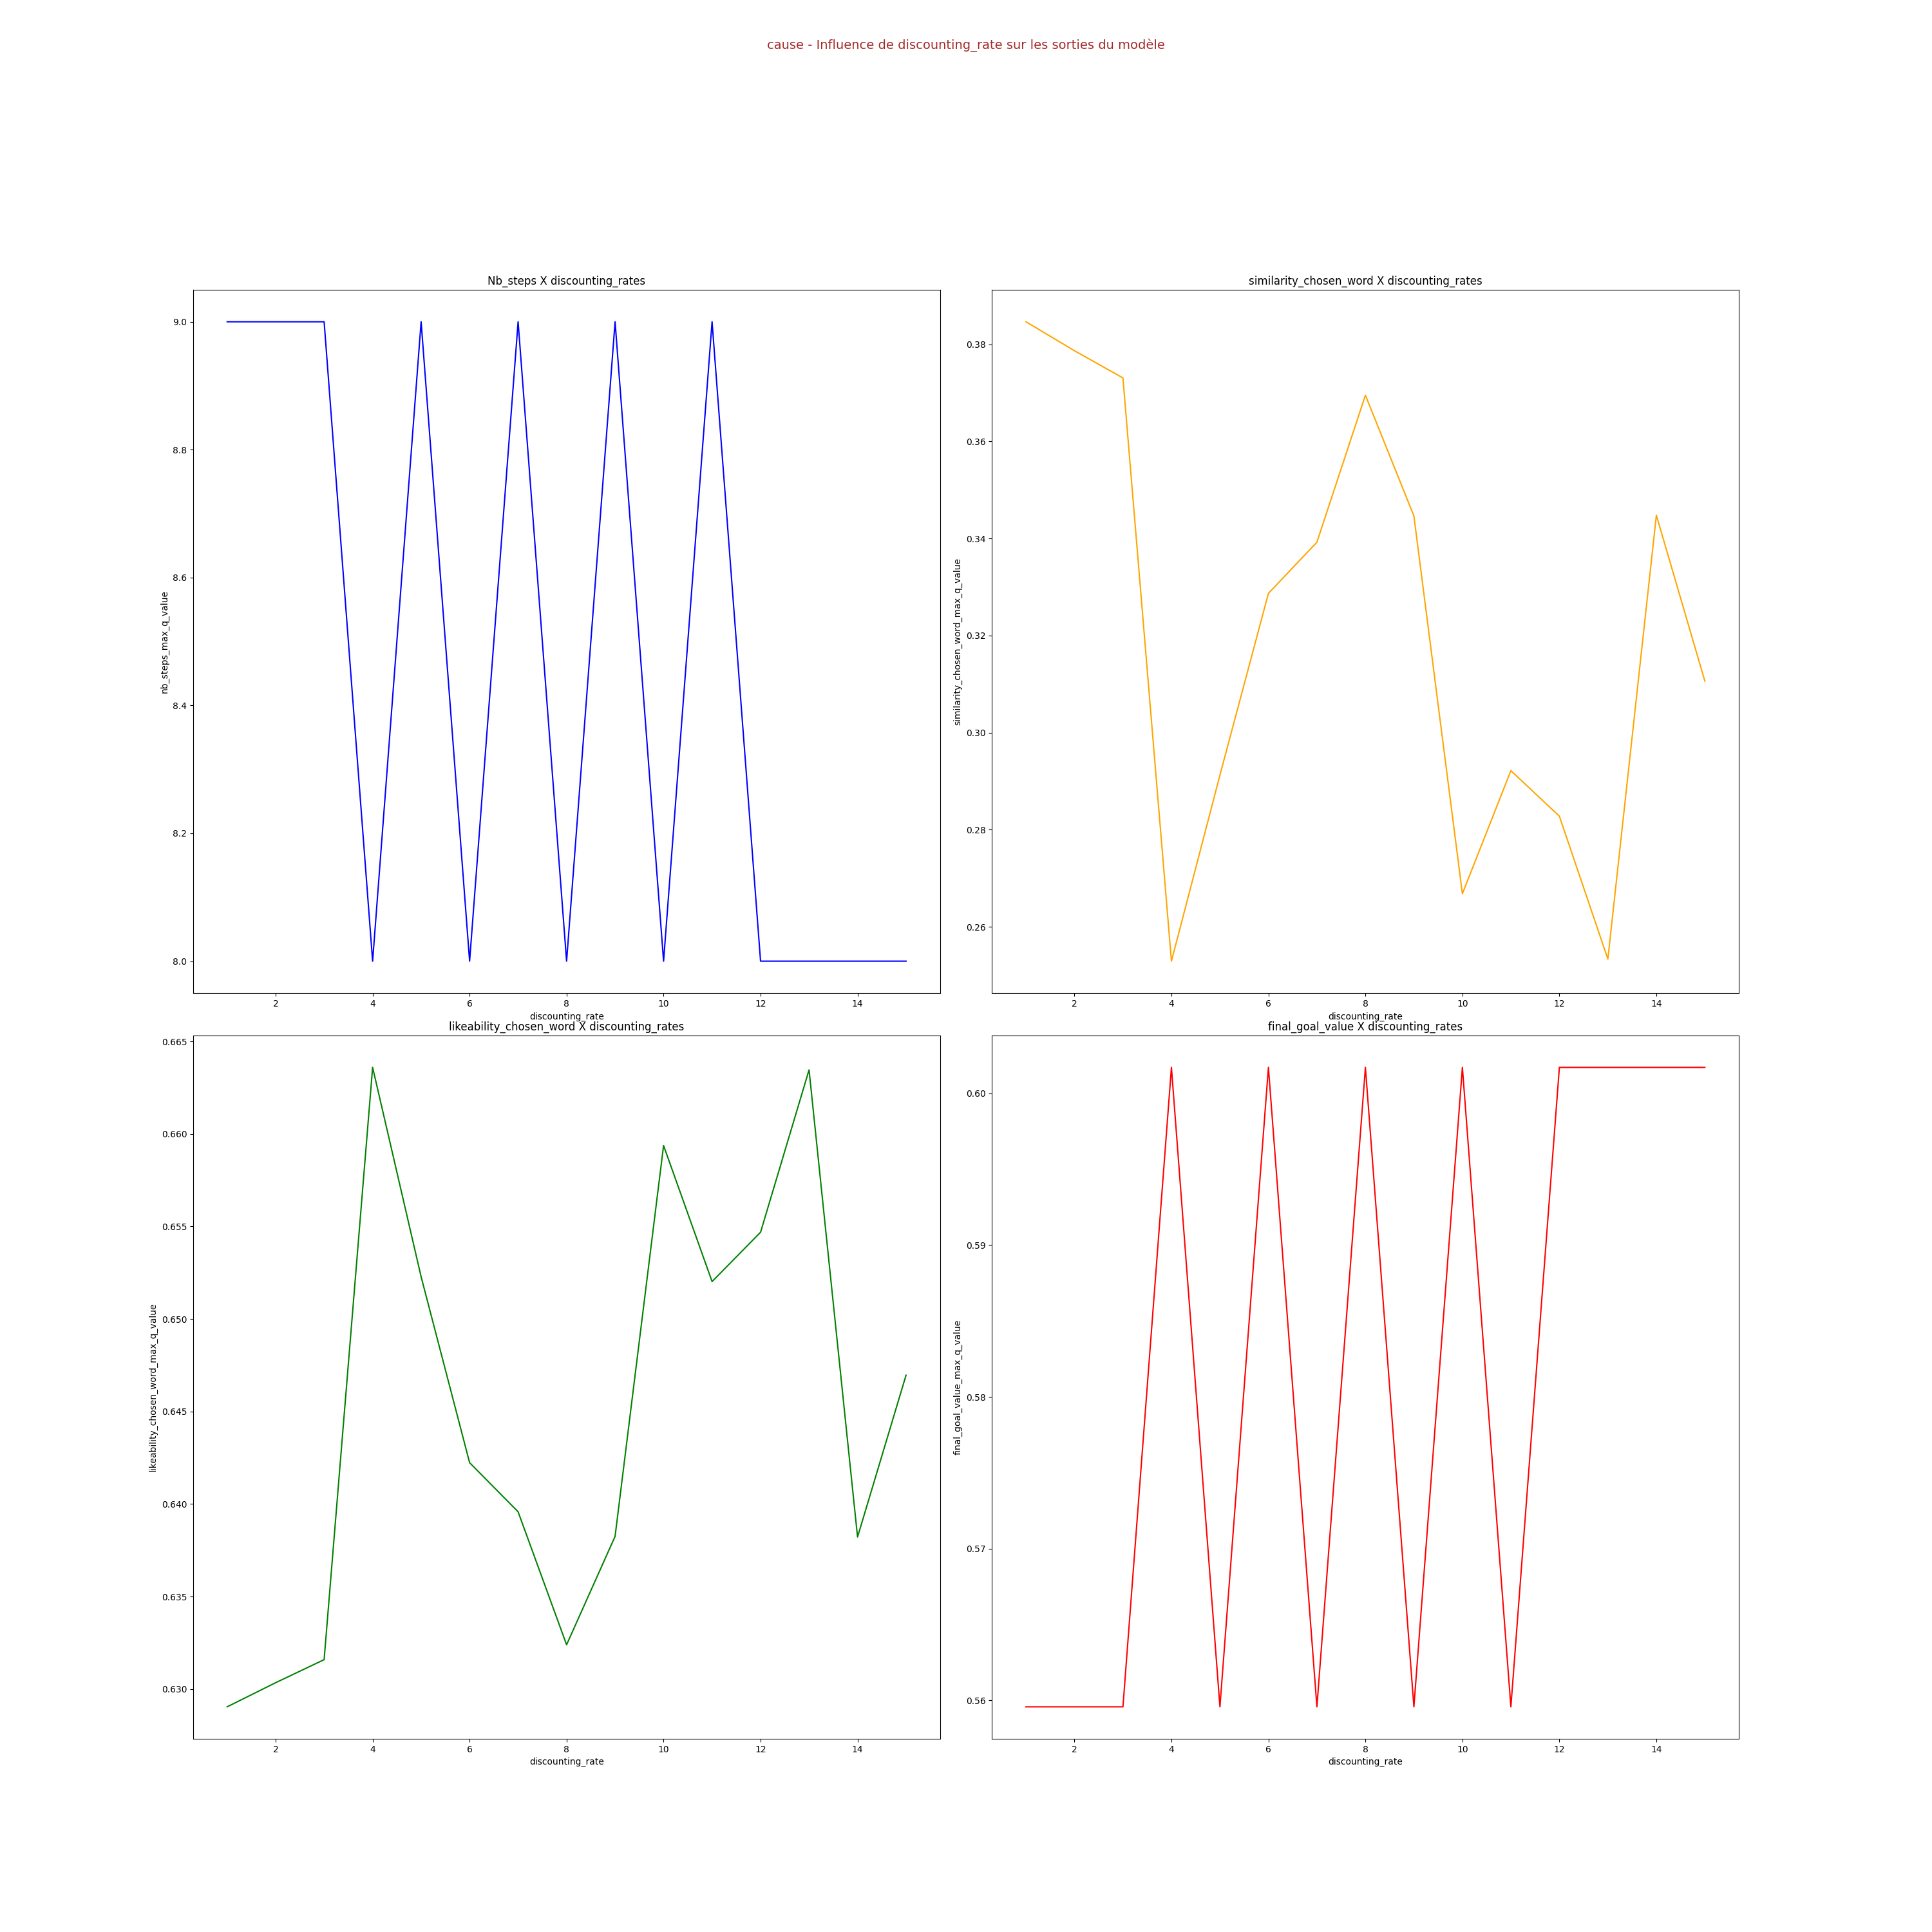 cause - Influence de discounting_rate sur les sorties du modèle
Nb_steps X discounting_rates
nb_steps_max_q_value
9.0
8.8
8.6
8.4
8.2
8.0
2 4 6 8 10 12 14
discounting_rate
similarity_chosen_word X discounting_rates
similarity_chosen_word_max_q_value
0.38
0.36
0.34
0.32
0.30
0.28
0.26
2 4 6 8 10 12 14
discounting_rate
likeability_chosen_word X discounting_rates
likeability_chosen_word_max_q_value
0.665
0.660
0.655
0.650
0.645
0.640
0.635
0.630
2 4 6 8 10 12 14
discounting_rate
final_goal_value X discounting_rates
final_goal_value_max_q_value
0.60
0.59
0.58
0.57
0.56
2 4 6 8 10 12 14
discounting_rate